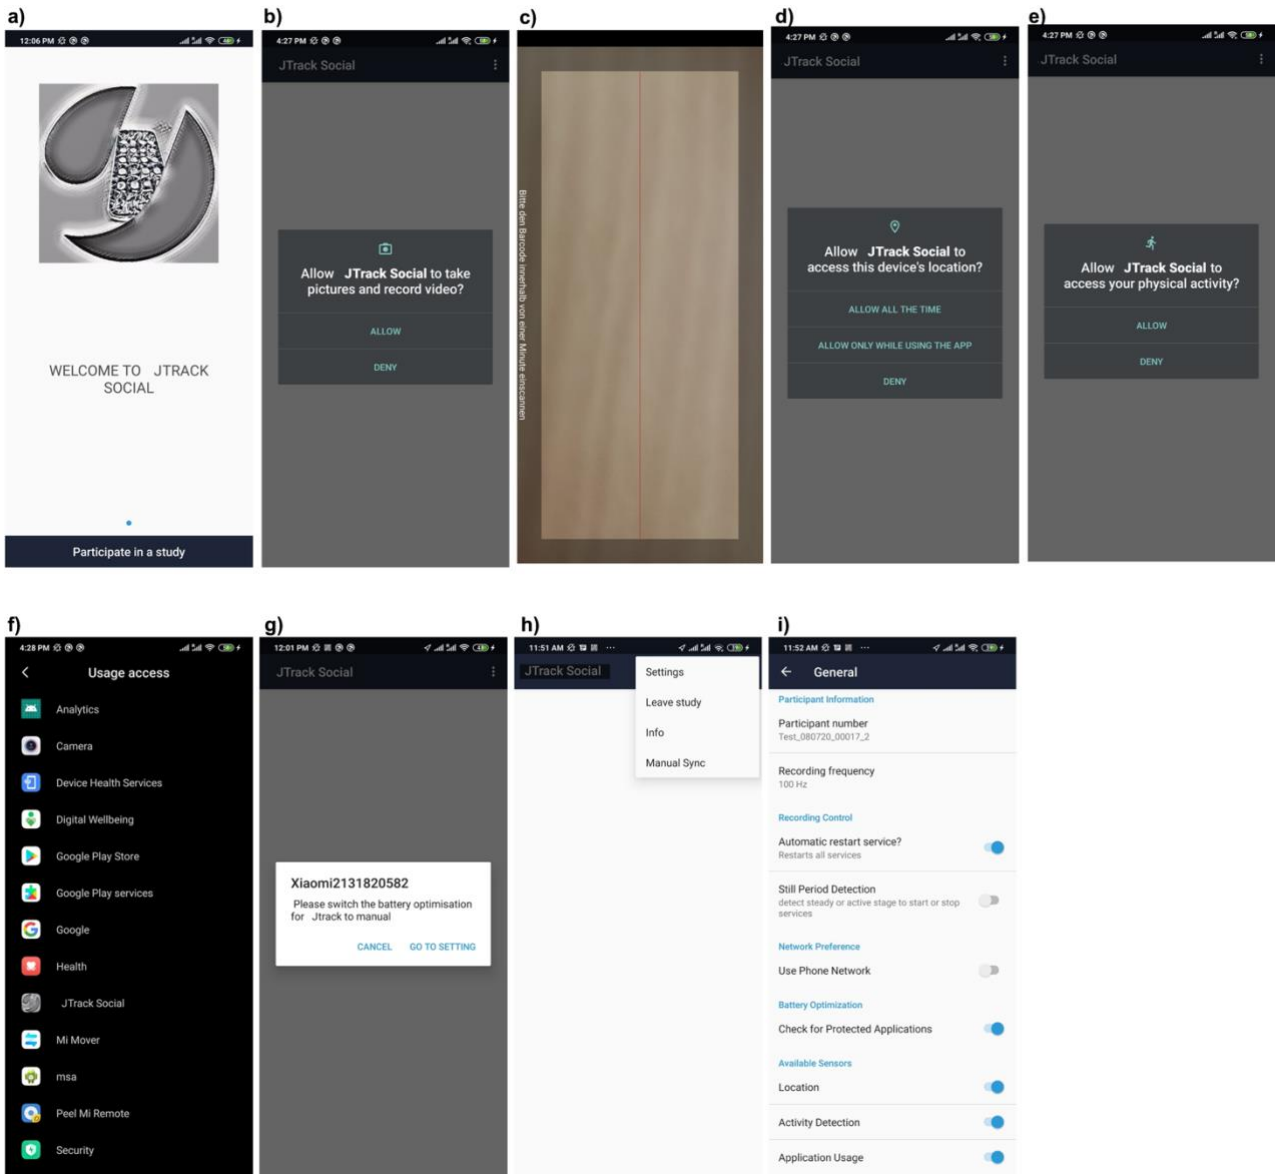 a)
12:06 PM
WELCOME TO JTRACK
SOCIAL
Participate in a study
b)
4:27 PM
JTrack Social
Allow JTrack Social to take
pictures and record video?
ALLOW
DENY
c)
Bitte den Barcode innerhalb von einer Minute einscannen
d)
4:27 PM
JTrack Social
Allow JTrack Social to
access this device's location?
ALLOW ALL THE TIME
ALLOW ONLY WHILE USING THE APP
DENY
e)
4:27 PM
JTrack Social
Allow JTrack Social to
access your physical activity?
ALLOW
DENY
f)
4:28 PM
Usage access
Analytics
Camera
Device Health Services
Digital Wellbeing
Google Play Store
Google Play services
Google
Health
JTrack Social
Mi Mover
msa
Peel Mi Remote
Security
g)
12:01 PM
JTrack Social
Xiaomi2131820582
Please switch the battery optimisation
for Jtrack to manual
CANCEL GO TO SETTING
h)
11:51 AM
JTrack Social
Settings
Leave study
Info
Manual Sync
i)
11:52 AM
General
Participant Information
Participant number
Test_080720_00017_2
Recording frequency
100 Hz
Recording Control
Automatic restart service?
Restarts all services
Still Period Detection
detect steady or active stage to start or stop
services
Network Preference
Use Phone Network
Battery Optimization
Check for Protected Applications
Available Sensors
Location
Activity Detection
Application Usage